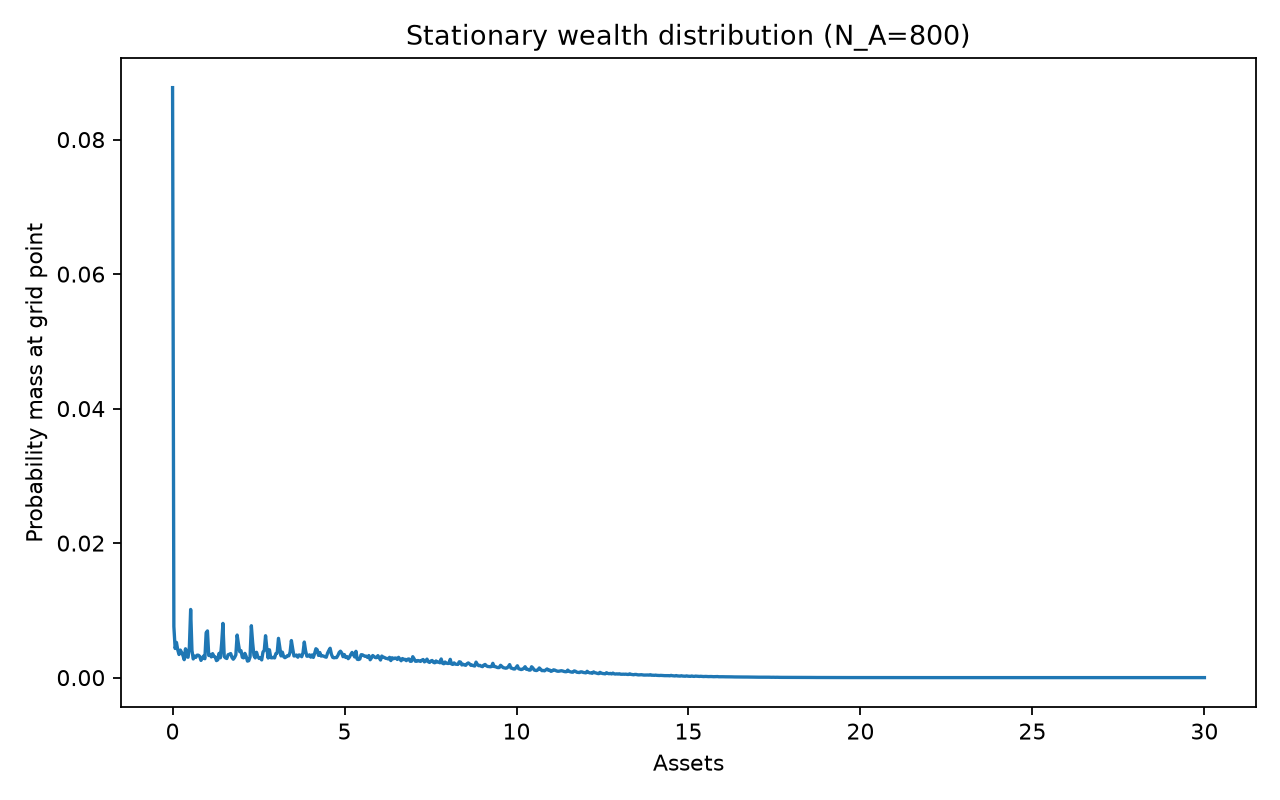 Stationary wealth distribution (N_A=800)
Probability mass at grid point
0.08
0.06
0.04
0.02
0.00
0 5 10 15 20 25 30
Assets